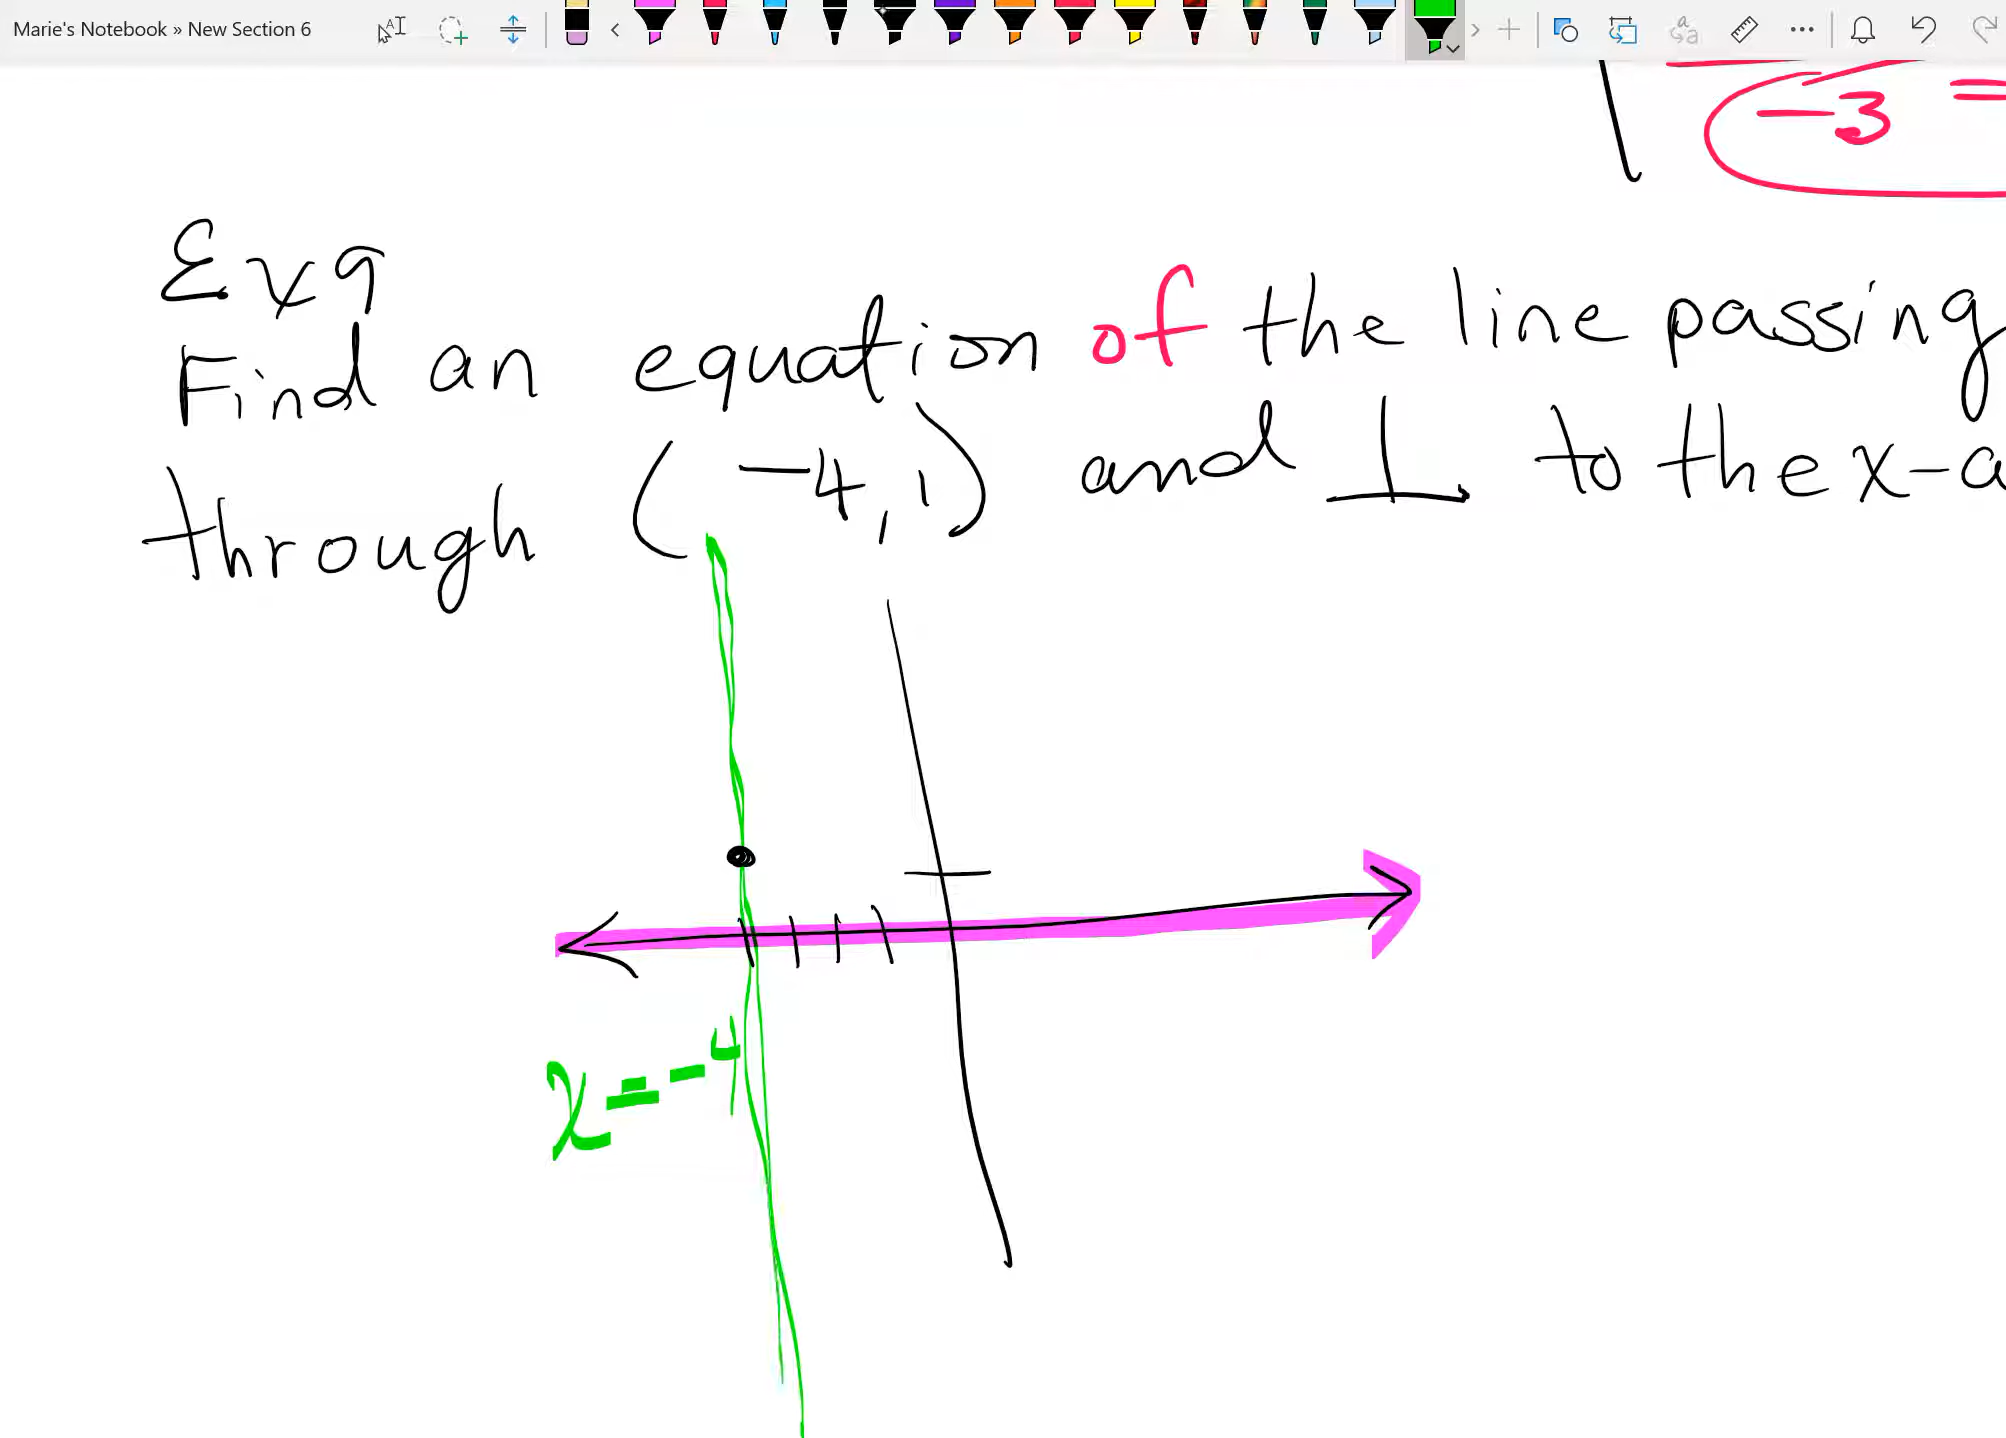 Marie's Notebook » New Section 6
-3 =
Ex9
Find an equation of the line passing
through (-4,1) and ⊥ to the x-a
x=-4